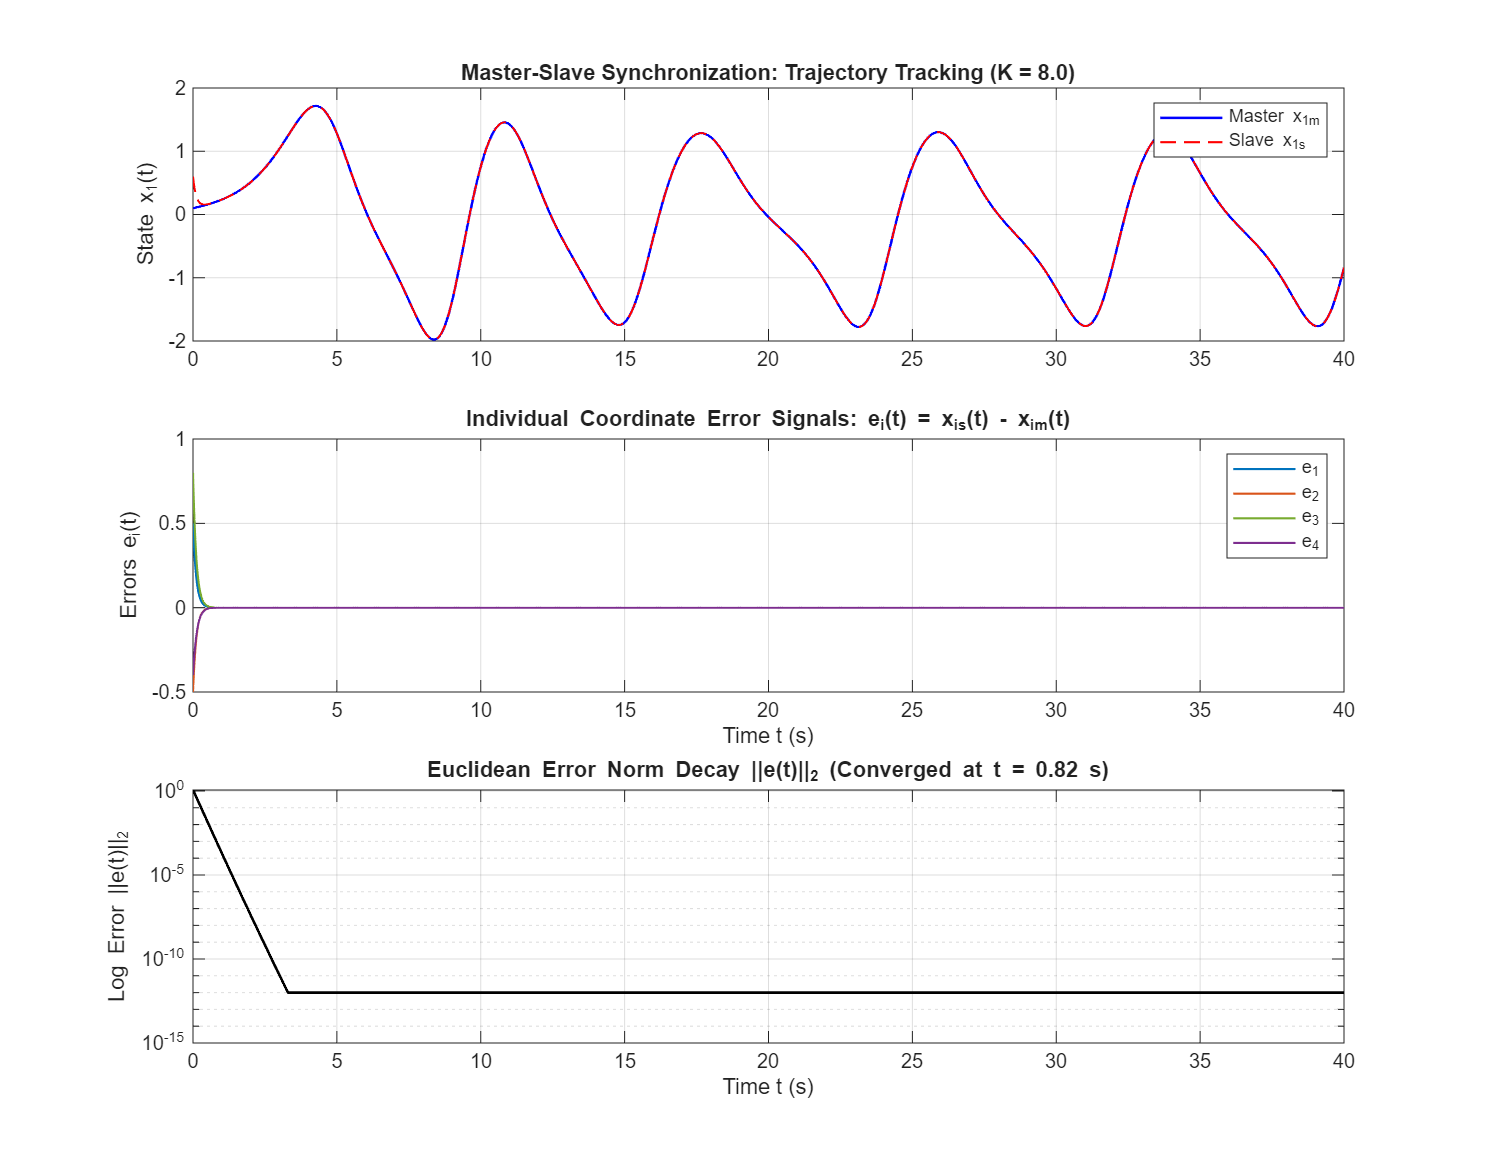 Master-Slave Synchronization: Trajectory Tracking (K = 8.0)
State x₁(t)
2
1
0
-1
-2
Master x₁ₘ
Slave x₁ₛ
0 5 10 15 20 25 30 35 40
Individual Coordinate Error Signals: eᵢ(t) = xᵢₛ(t) - xᵢₘ(t)
Errors eᵢ(t)
1
0.5
0
-0.5
e₁
e₂
e₃
e₄
0 5 10 15 20 25 30 35 40
Time t (s)
Euclidean Error Norm Decay ||e(t)||₂ (Converged at t = 0.82 s)
Log Error ||e(t)||₂
10⁰
10⁻⁵
10⁻¹⁰
10⁻¹⁵
0 5 10 15 20 25 30 35 40
Time t (s)